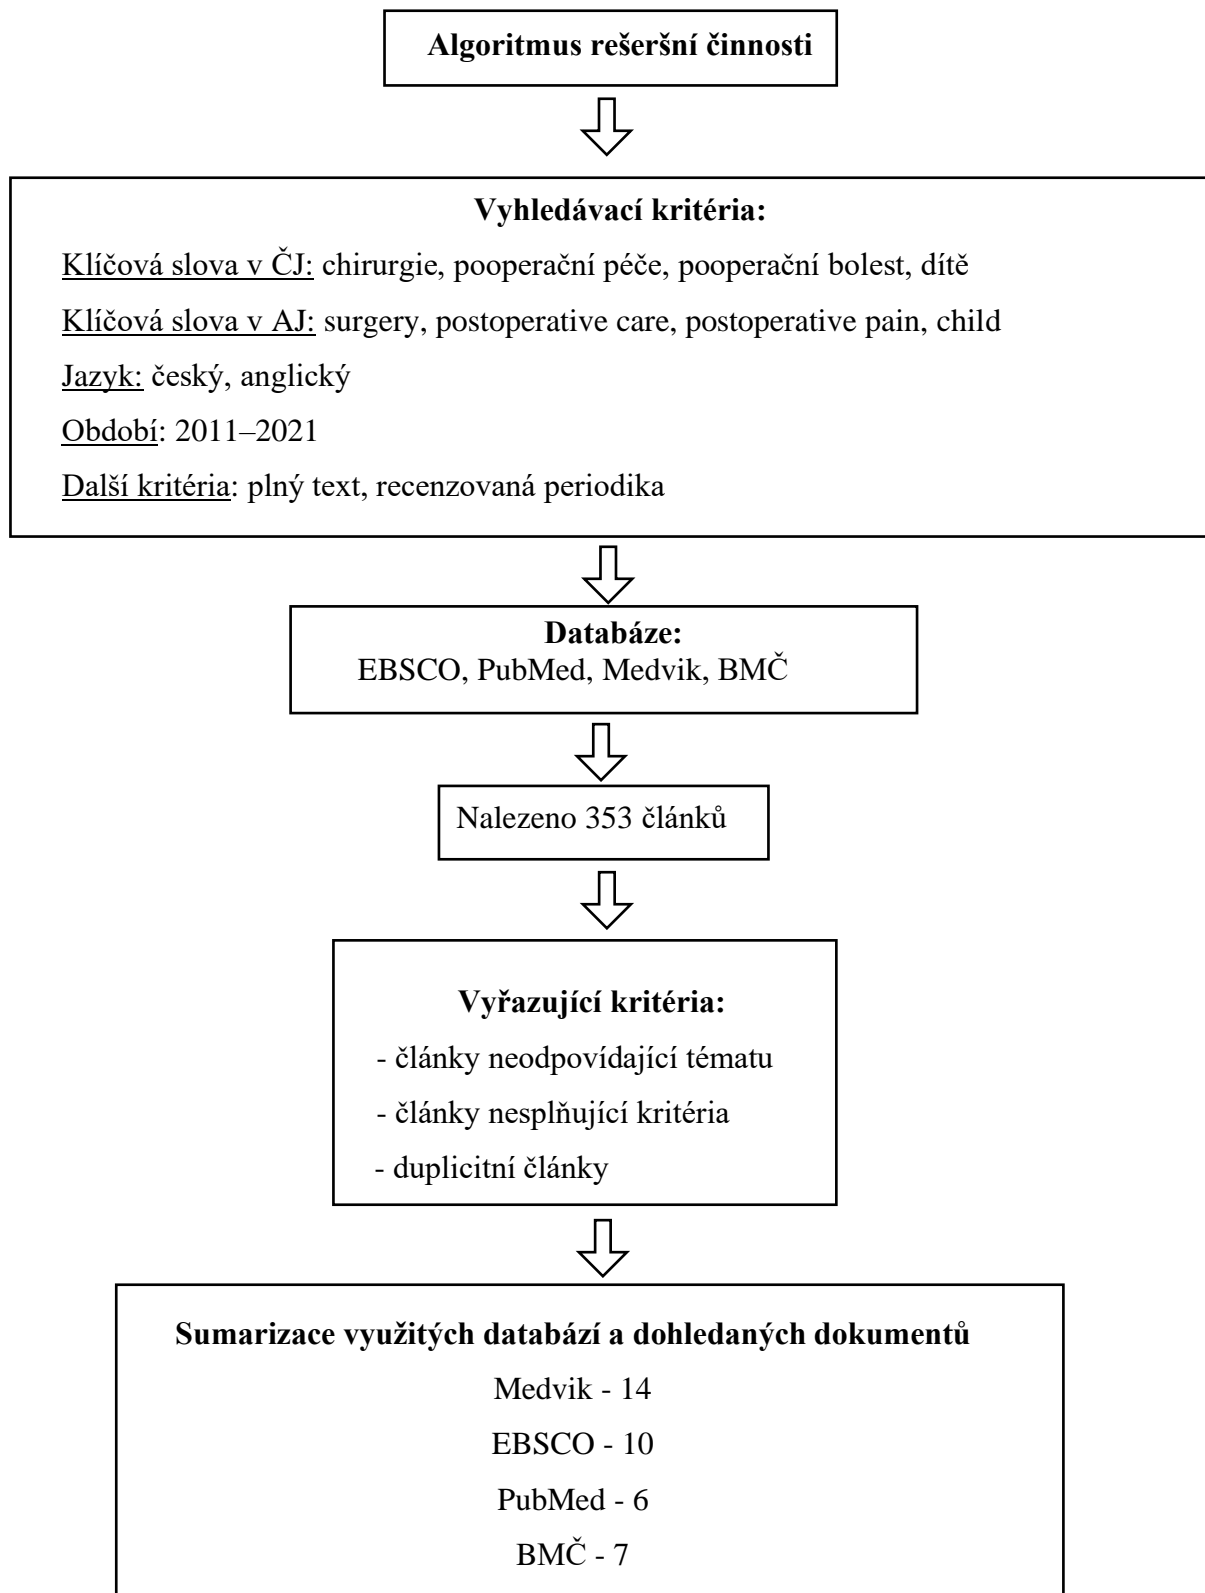 Algoritmus rešeršní činnosti
Vyhledávací kritéria:
Klíčová slova v ČJ: chirurgie, pooperační péče, pooperační bolest, dítě
Klíčová slova v AJ: surgery, postoperative care, postoperative pain, child
Jazyk: český, anglický
Období: 2011–2021
Další kritéria: plný text, recenzovaná periodika
Databáze:
EBSCO, PubMed, Medvik, BMČ
Nalezeno 353 článků
Vyřazující kritéria:
- články neodpovídající tématu
- články nesplňující kritéria
- duplicitní články
Sumarizace využitých databází a dohledaných dokumentů
Medvik - 14
EBSCO - 10
PubMed - 6
BMČ - 7